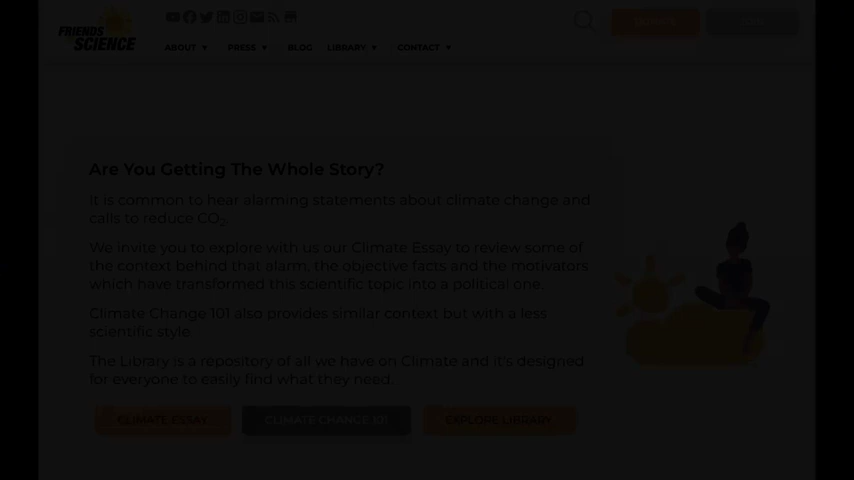 FRIENDS
SCIENCE
ABOUT ▼ PRESS ▼ BLOG LIBRARY ▼ CONTACT ▼
Are You Getting The Whole Story?
It is common to hear alarming statements about climate change and
calls to reduce CO₂.
We invite you to explore with us our Climate Essay to review some of
the context behind that alarm, the objective facts and the motivators
which have transformed this scientific topic into a political one.
Climate Change 101 also provides similar context but with a less
scientific style.
The Library is a repository of all we have on Climate and it's designed
for everyone to easily find what they need.
CLIMATE ESSAY CLIMATE CHANGE 101 EXPLORE LIBRARY